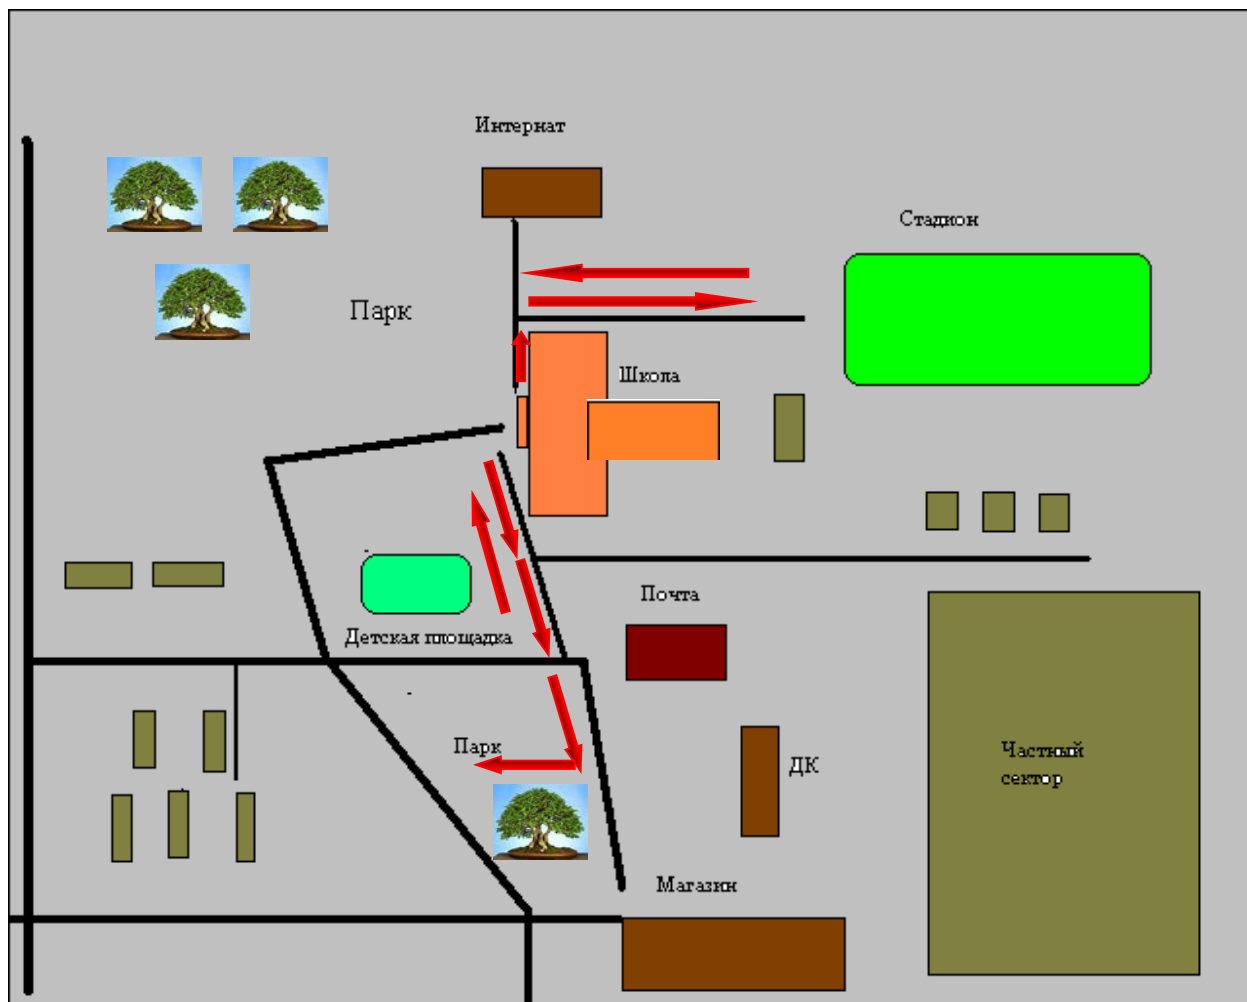 Интернат
Стадион
Парк
Школа
Почта
Детская площадка
Парк
ДК
Частный
сектор
Магазин